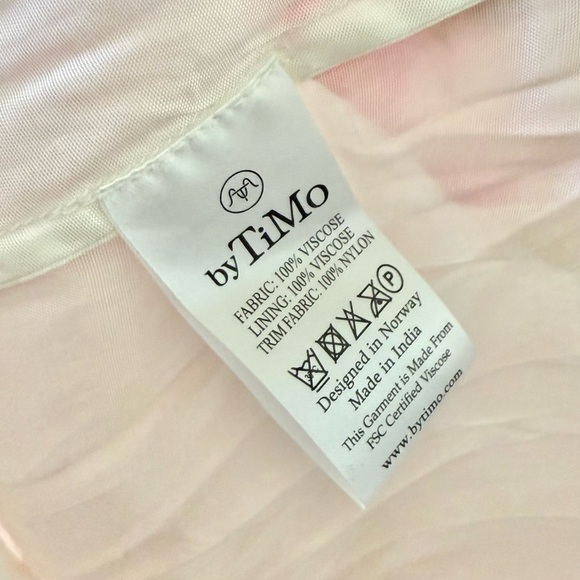 byTiMo
FABRIC: 100% VISCOSE
LINING: 100% VISCOSE
TRIM FABRIC: 100% NYLON
P
Designed in Norway
Made in India
This Garment is Made From
FSC Certified Viscose
www.bytimo.com